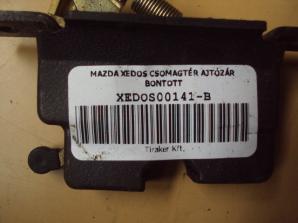 MAZDA XEDOS CSOMAGTÉR AJTÓZÁR
BONTOTT
XEDOS00141-B
Tiraker Kft.